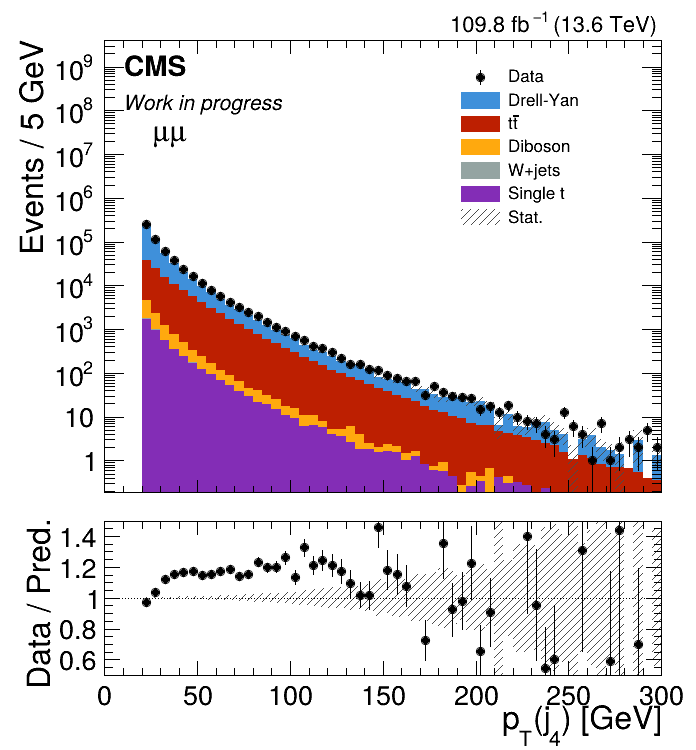 109.8 fb⁻¹ (13.6 TeV)
CMS
Work in progress
μμ
Data
Drell-Yan
tt̅
Diboson
W+jets
Single t
Stat.
Events / 5 GeV
10⁹
10⁸
10⁷
10⁶
10⁵
10⁴
10³
10²
10
1
Data / Pred.
1.4
1.2
1
0.8
0.6
0 50 100 150 200 250 300
p_T(j_4) [GeV]